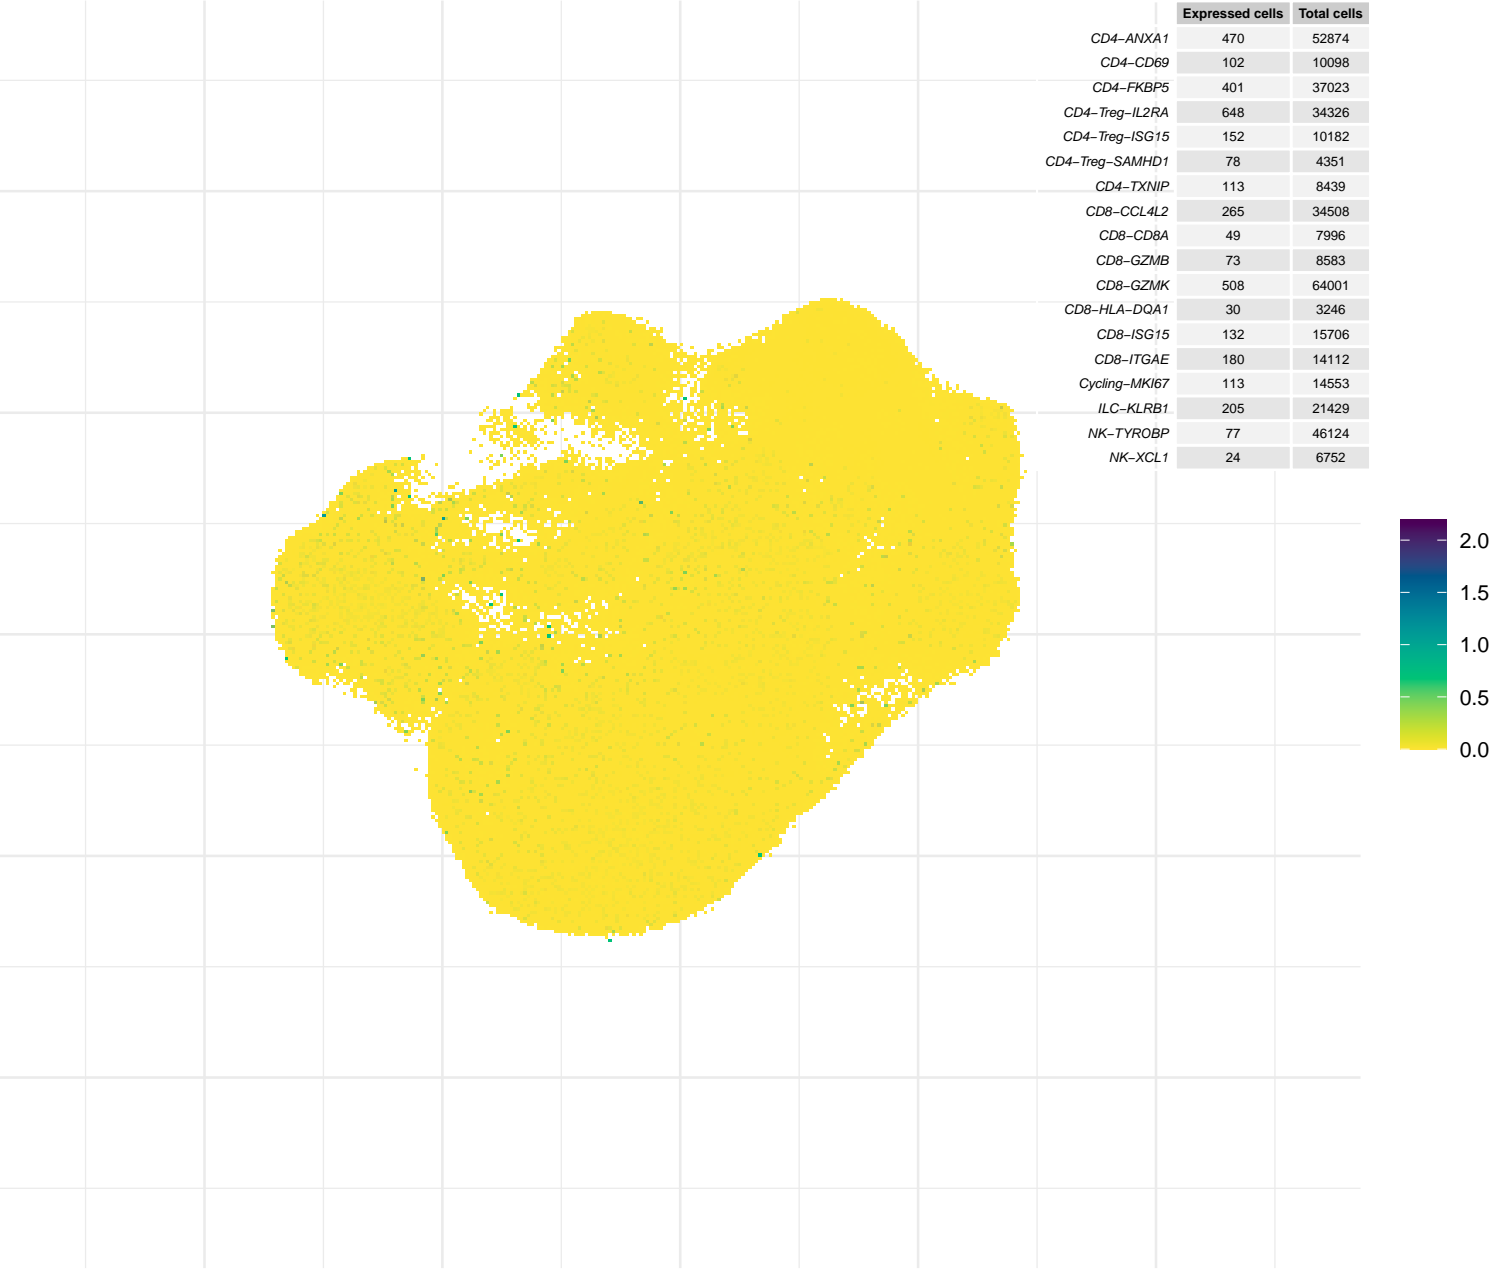 Expressed cells Total cells
CD4−ANXA1 470 52874
CD4−CD69 102 10098
CD4−FKBP5 401 37023
CD4−Treg−IL2RA 648 34326
CD4−Treg−ISG15 152 10182
CD4−Treg−SAMHD1 78 4351
CD4−TXNIP 113 8439
CD8−CCL4L2 265 34508
CD8−CD8A 49 7996
CD8−GZMB 73 8583
CD8−GZMK 508 64001
CD8−HLA−DQA1 30 3246
CD8−ISG15 132 15706
CD8−ITGAE 180 14112
Cycling−MKI67 113 14553
ILC−KLRB1 205 21429
NK−TYROBP 77 46124
NK−XCL1 24 6752
2.0
1.5
1.0
0.5
0.0